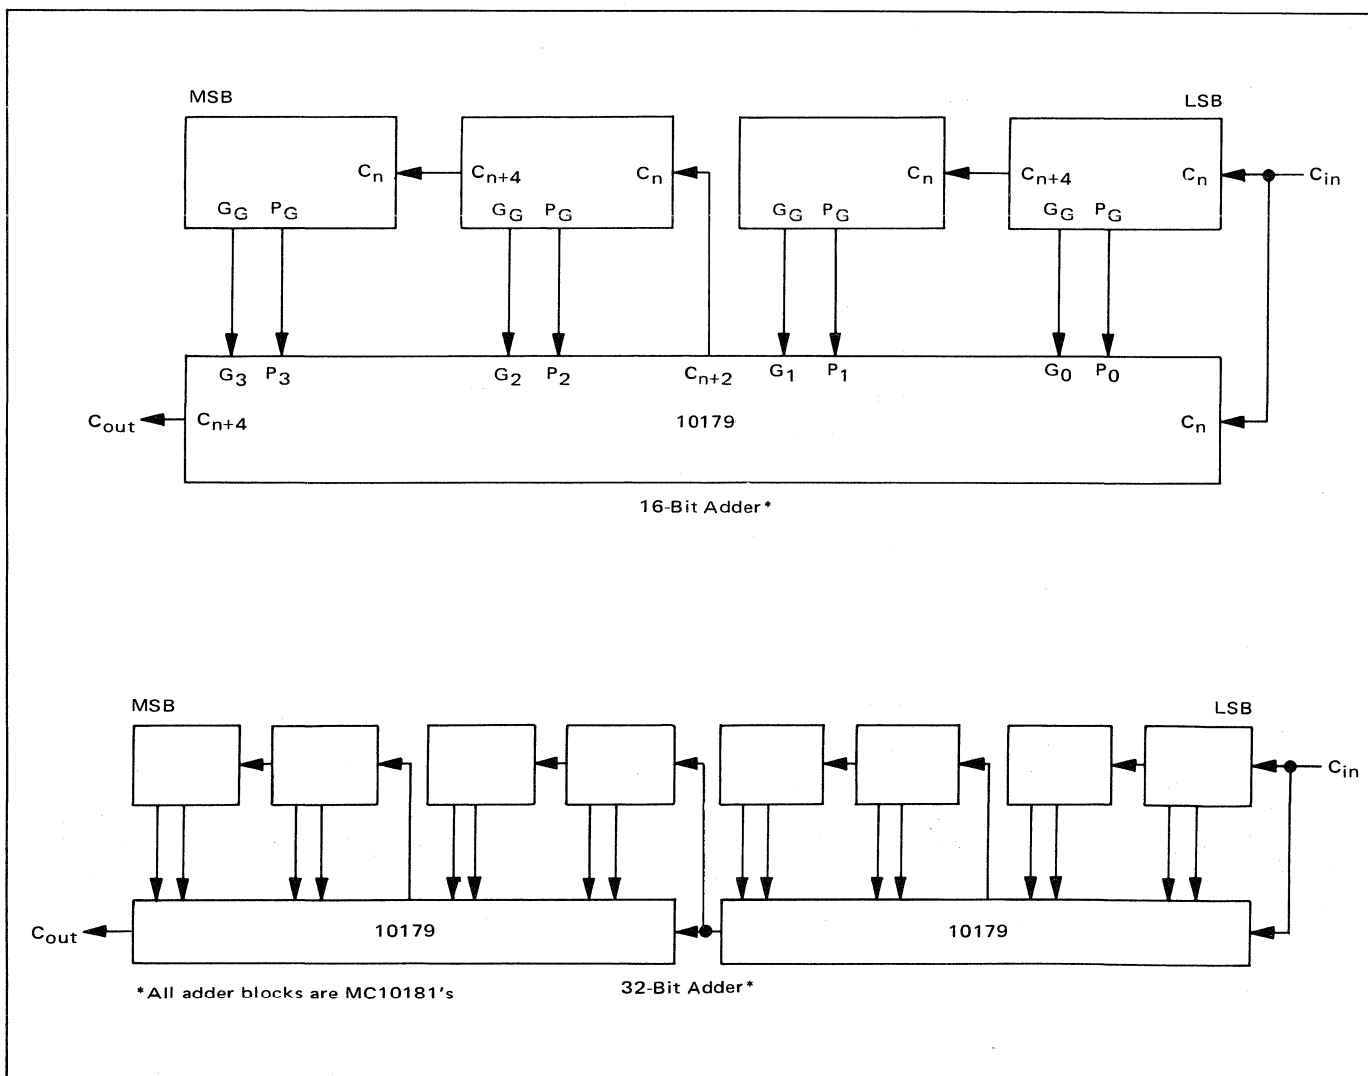 MSB LSB
Cn Cn+4 Cn Cn Cn+4 Cn Cin
GG PG GG PG GG PG GG PG
G3 P3 G2 P2 Cn+2 G1 P1 G0 P0
Cout Cn+4 10179 Cn
16-Bit Adder*
MSB LSB
Cin
Cout 10179 10179
*All adder blocks are MC10181's 32-Bit Adder*